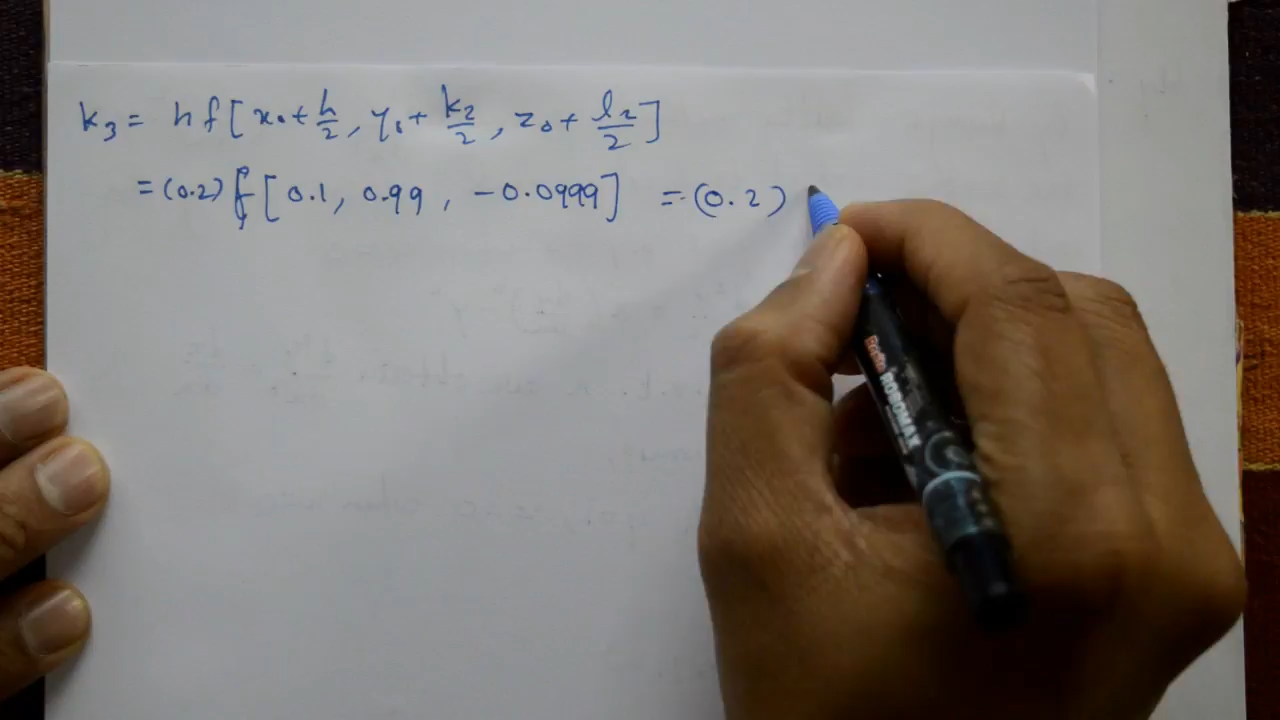 k₃ = hf[x₀ + h/2, y₀ + k₂/2, z₀ + l₂/2]
= (0.2) f [0.1, 0.99, -0.0999] = (0.2)
ROBOMAX